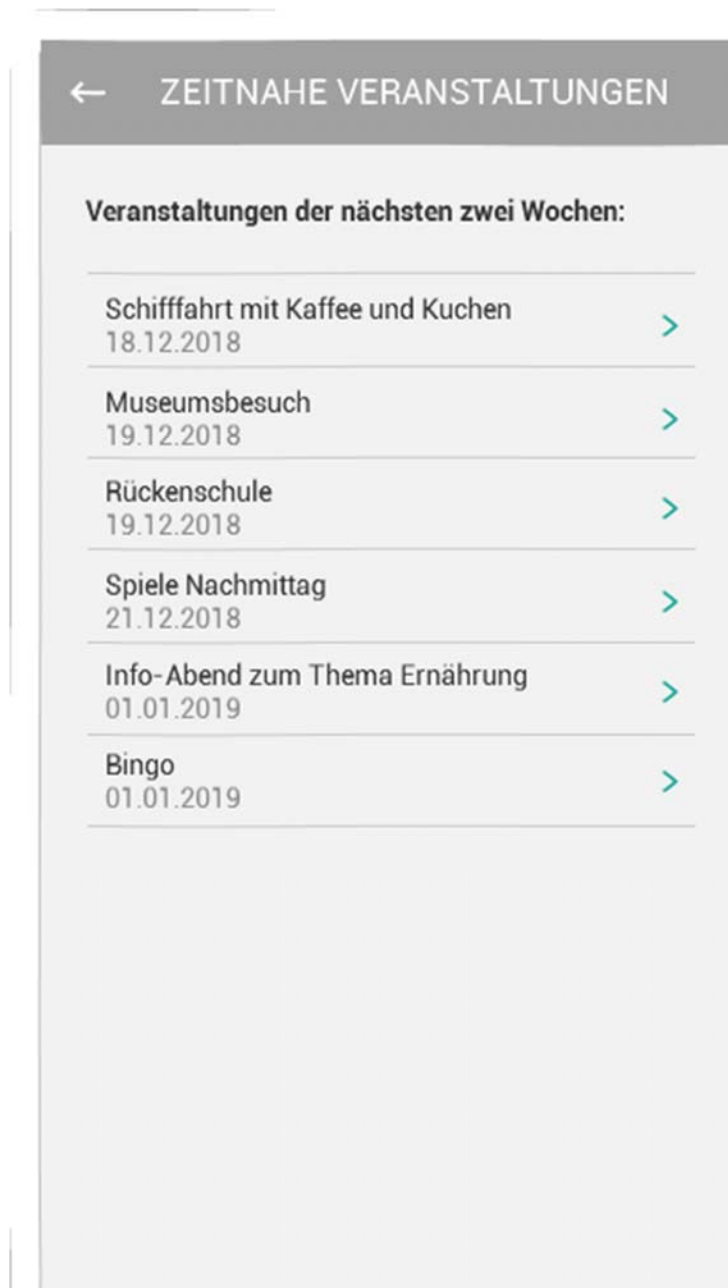 ZEITNAHE VERANSTALTUNGEN
Veranstaltungen der nächsten zwei Wochen:
Schifffahrt mit Kaffee und Kuchen
18.12.2018
Museumsbesuch
19.12.2018
Rückenschule
19.12.2018
Spiele Nachmittag
21.12.2018
Info-Abend zum Thema Ernährung
01.01.2019
Bingo
01.01.2019